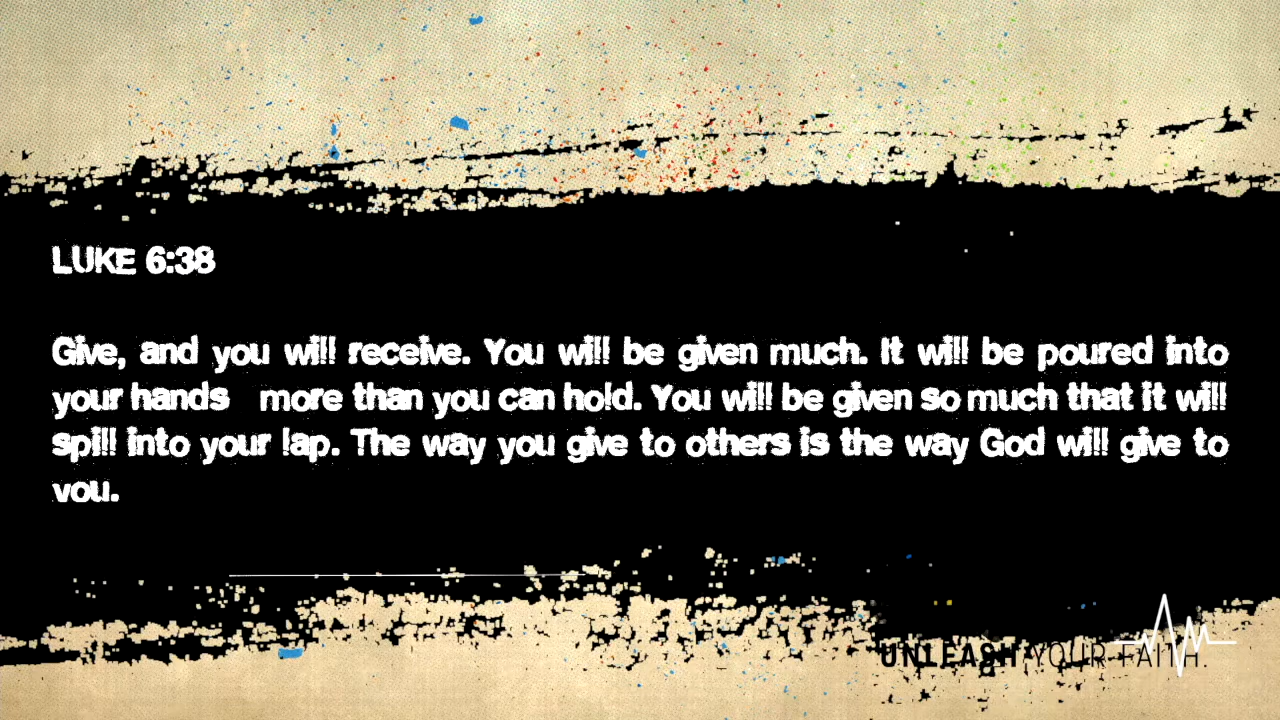 LUKE 6:38
Give, and you will receive. You will be given much. It will be poured into
your hands more than you can hold. You will be given so much that it will
spill into your lap. The way you give to others is the way God will give to
you.
UNLEASH YOUR FAITH.